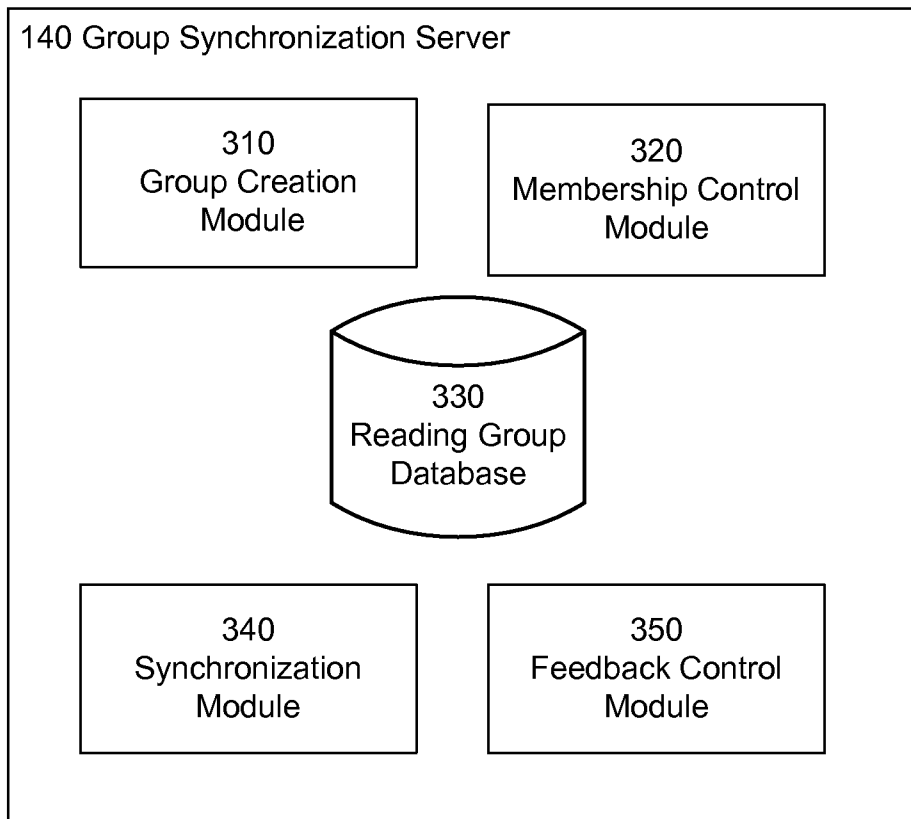 140 Group Synchronization Server
310
Group Creation
Module
320
Membership Control
Module
330
Reading Group
Database
340
Synchronization
Module
350
Feedback Control
Module